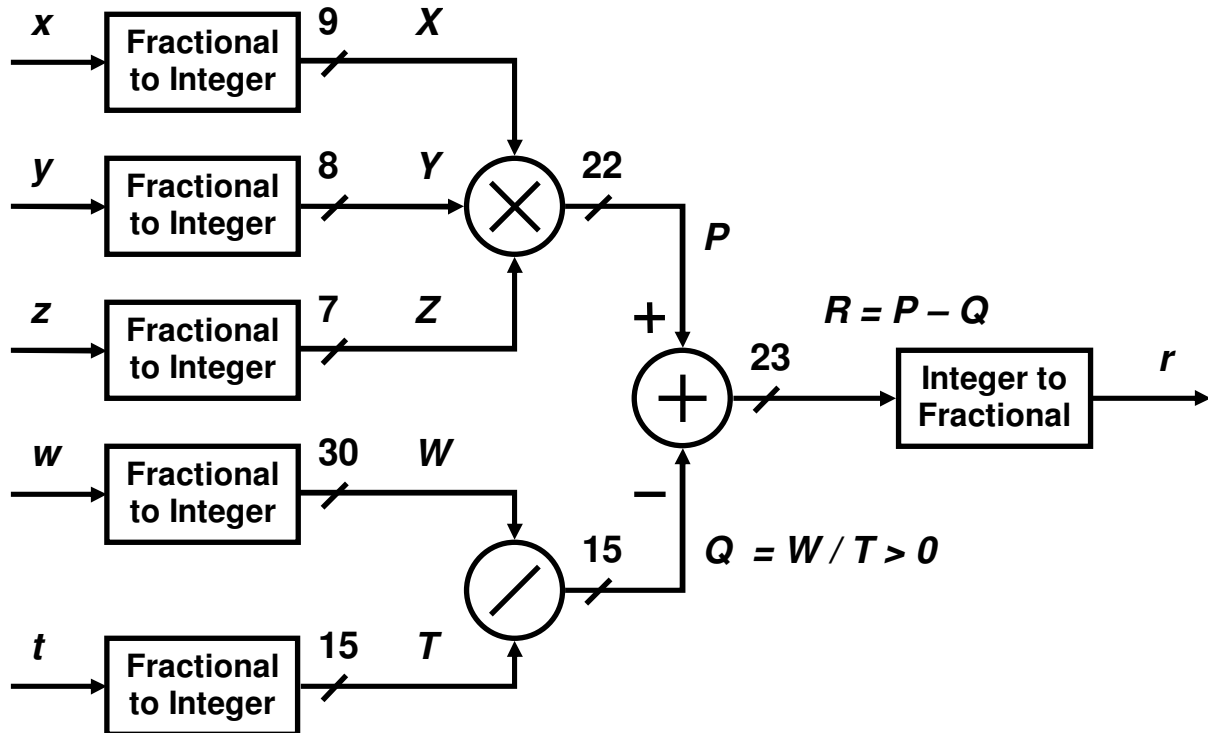 x
Fractional
to Integer
9
X
y
Fractional
to Integer
8
Y
22
P
z
Fractional
to Integer
7
Z
+
R = P – Q
23
+
Integer to
Fractional
r
w
Fractional
to Integer
30
W
–
15
Q = W / T > 0
t
Fractional
to Integer
15
T